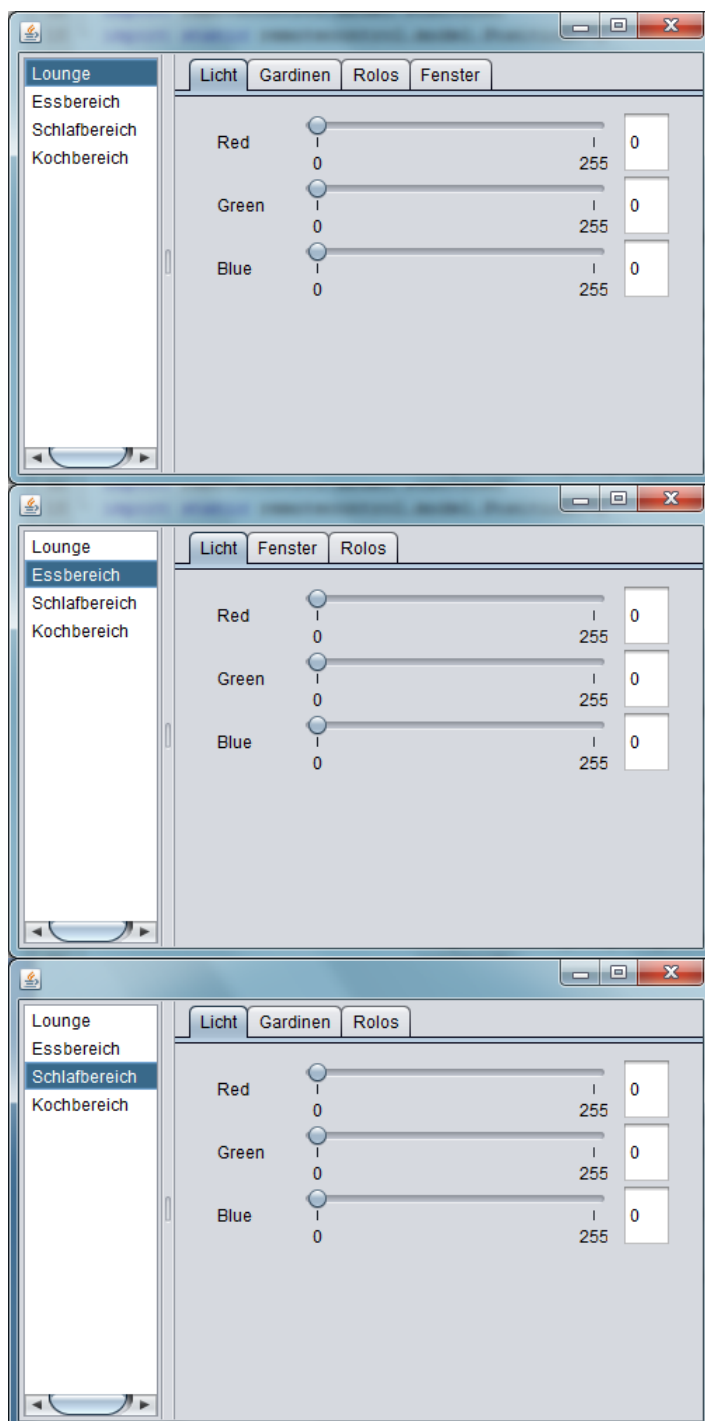 Lounge
Essbereich
Schlafbereich
Kochbereich
Licht Gardinen Rolos Fenster
Red 0 255 0
Green 0 255 0
Blue 0 255 0
Lounge
Essbereich
Schlafbereich
Kochbereich
Licht Fenster Rolos
Red 0 255 0
Green 0 255 0
Blue 0 255 0
Lounge
Essbereich
Schlafbereich
Kochbereich
Licht Gardinen Rolos
Red 0 255 0
Green 0 255 0
Blue 0 255 0